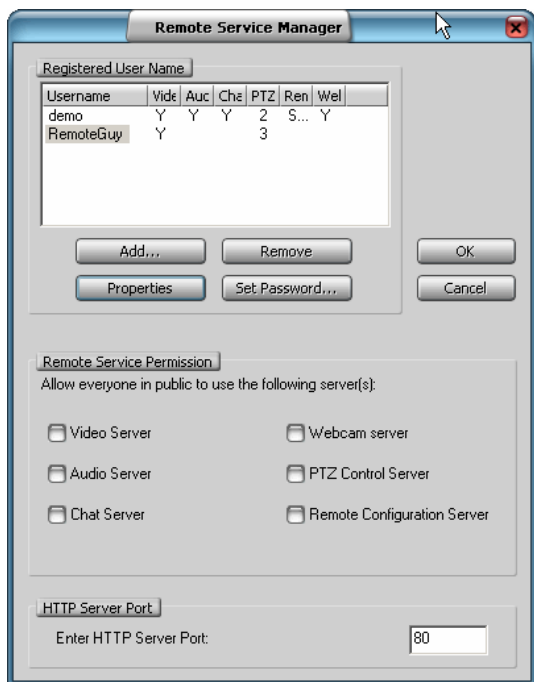 Remote Service Manager
Registered User Name
Username Vide Auc Cha PTZ Ren Wel
demo Y Y Y 2 S... Y
RemoteGuy Y 3
Add... Remove OK
Properties Set Password... Cancel
Remote Service Permission
Allow everyone in public to use the following server(s):
Video Server Webcam server
Audio Server PTZ Control Server
Chat Server Remote Configuration Server
HTTP Server Port
Enter HTTP Server Port: 80